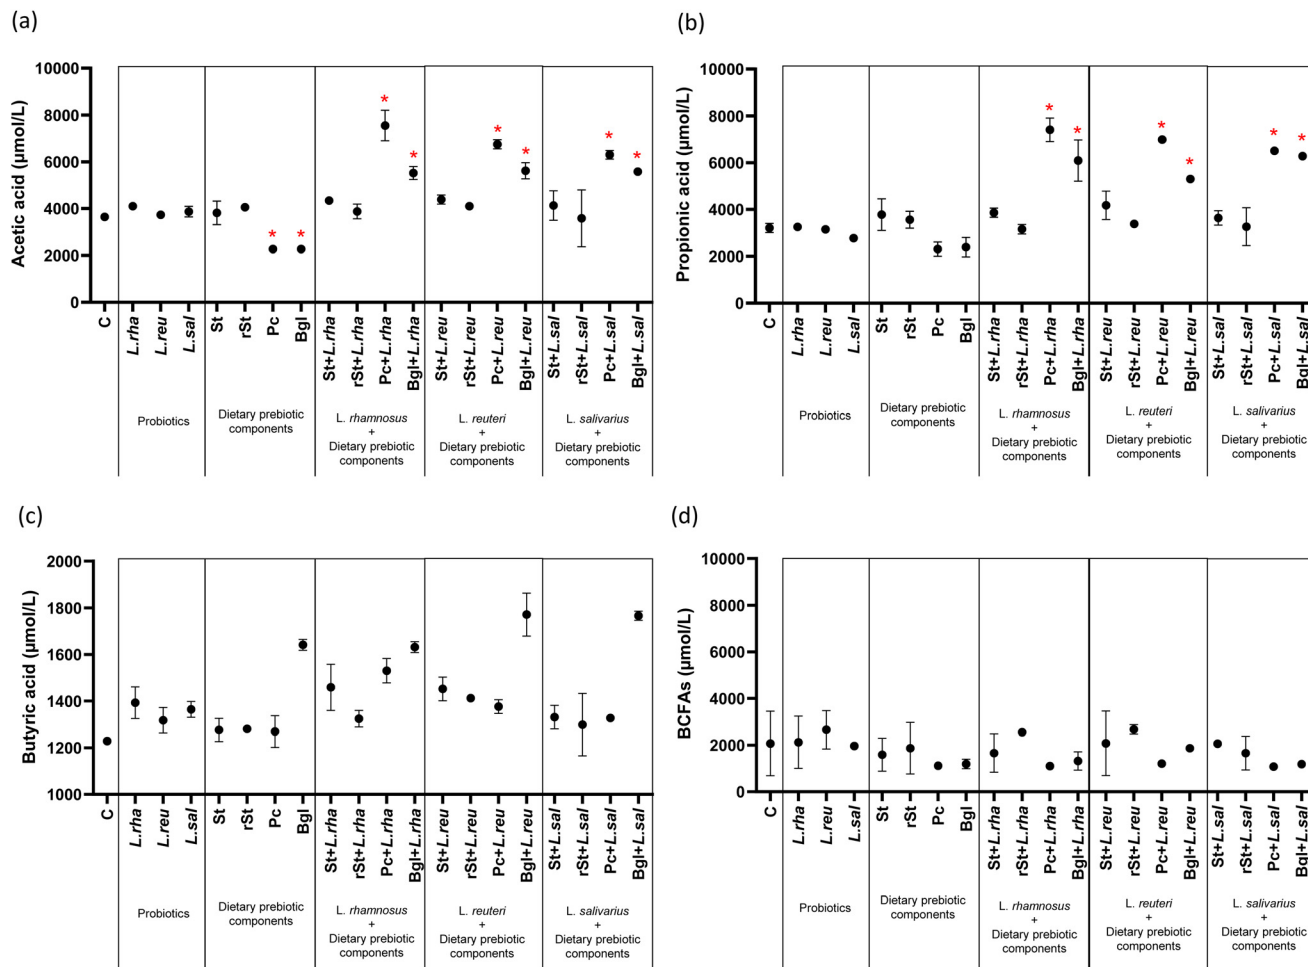 (a)
Acetic acid (µmol/L)
10000
8000
6000
4000
2000
0
* * * * * * * *
C
L.rha
L.reu
L.sal
St
rSt
Pc
Bgl
St+L.rha
rSt+L.rha
Pc+L.rha
Bgl+L.rha
St+L.reu
rSt+L.reu
Pc+L.reu
Bgl+L.reu
St+L.sal
rSt+L.sal
Pc+L.sal
Bgl+L.sal
Probiotics
Dietary prebiotic
components
L. rhamnosus
+
Dietary prebiotic
components
L. reuteri
+
Dietary prebiotic
components
L. salivarius
+
Dietary prebiotic
components
(b)
Propionic acid (µmol/L)
10000
8000
6000
4000
2000
0
* * * * * *
C
L.rha
L.reu
L.sal
St
rSt
Pc
Bgl
St+L.rha
rSt+L.rha
Pc+L.rha
Bgl+L.rha
St+L.reu
rSt+L.reu
Pc+L.reu
Bgl+L.reu
St+L.sal
rSt+L.sal
Pc+L.sal
Bgl+L.sal
Probiotics
Dietary prebiotic
components
L. rhamnosus
+
Dietary prebiotic
components
L. reuteri
+
Dietary prebiotic
components
L. salivarius
+
Dietary prebiotic
components
(c)
Butyric acid (µmol/L)
2000
1800
1600
1400
1200
1000
C
L.rha
L.reu
L.sal
St
rSt
Pc
Bgl
St+L.rha
rSt+L.rha
Pc+L.rha
Bgl+L.rha
St+L.reu
rSt+L.reu
Pc+L.reu
Bgl+L.reu
St+L.sal
rSt+L.sal
Pc+L.sal
Bgl+L.sal
Probiotics
Dietary prebiotic
components
L. rhamnosus
+
Dietary prebiotic
components
L. reuteri
+
Dietary prebiotic
components
L. salivarius
+
Dietary prebiotic
components
(d)
BCFAs (µmol/L)
10000
8000
6000
4000
2000
0
C
L.rha
L.reu
L.sal
St
rSt
Pc
Bgl
St+L.rha
rSt+L.rha
Pc+L.rha
Bgl+L.rha
St+L.reu
rSt+L.reu
Pc+L.reu
Bgl+L.reu
St+L.sal
rSt+L.sal
Pc+L.sal
Bgl+L.sal
Probiotics
Dietary prebiotic
components
L. rhamnosus
+
Dietary prebiotic
components
L. reuteri
+
Dietary prebiotic
components
L. salivarius
+
Dietary prebiotic
components